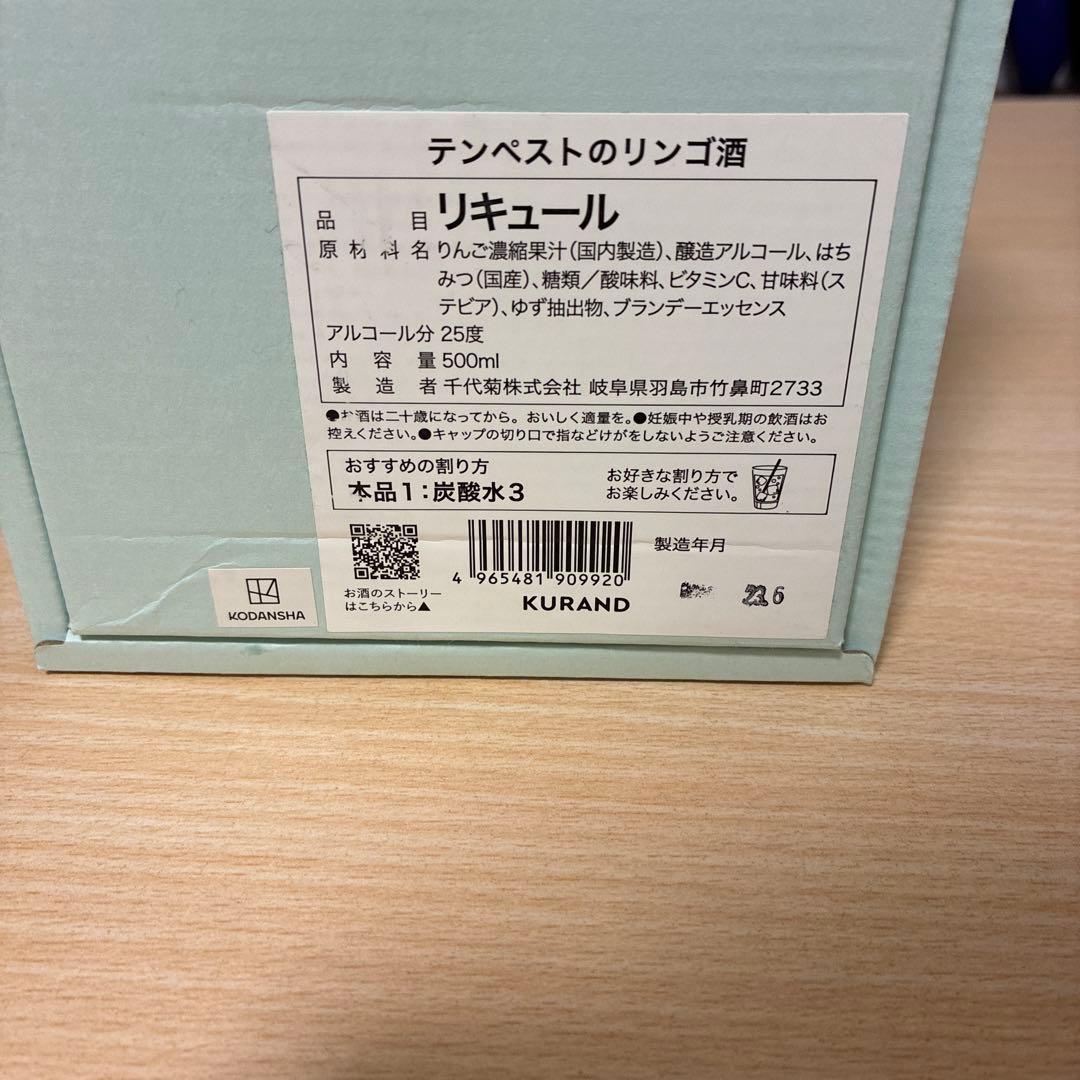 テンペストのリンゴ酒
品目 リキュール
原材料名 りんご濃縮果汁(国内製造)、醸造アルコール、はち
みつ(国産)、糖類/酸味料、ビタミンC、甘味料(ス
テビア)、ゆず抽出物、ブランデーエッセンス
アルコール分 25度
内容量 500ml
製造者 千代菊株式会社 岐阜県羽島市竹鼻町2733
●お酒は二十歳になってから。おいしく適量を。●妊娠中や授乳期の飲酒はお
控えください。●キャップの切り口で指などけがをしないようご注意ください。
おすすめの割り方
本品1:炭酸水3
お好きな割り方で
お楽しみください。
お酒のストーリー
はこちらから▲
4 965481 909920
KURAND
製造年月
KODANSHA